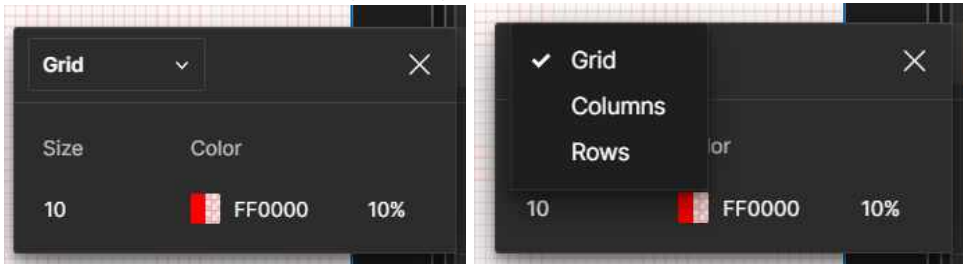 Grid
Size Color
10 FF0000 10%
Grid
Columns
Rows
lor
10 FF0000 10%